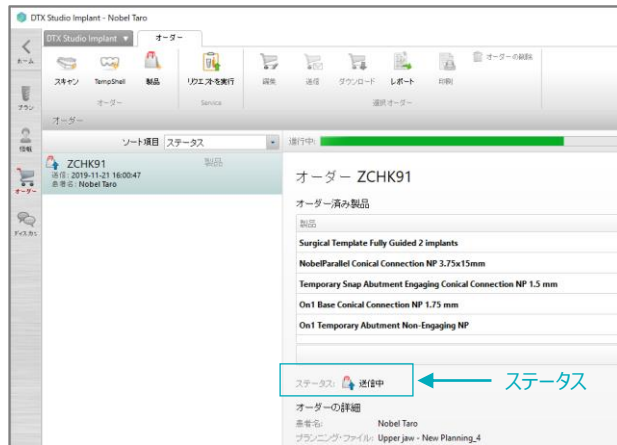 DTX Studio Implant - Nobel Taro
DTX Studio Implant ▼ オーダー
ホーム
スキャン TempShell 製品 リクエストを実行 編集 送信 ダウンロード レポート 印刷 オーダーの削除
オーダー Service 選択オーダー
プラン
オーダー
情報
ソート項目 ステータス
進行中:
ZCHK91 製品
送信: 2019-11-21 16:00:47
患者名: Nobel Taro
オーダー
オーダー ZCHK91
オーダー済み製品
製品
Surgical Template Fully Guided 2 implants
NobelParallel Conical Connection NP 3.75x15mm
Temporary Snap Abutment Engaging Conical Connection NP 1.5 mm
On1 Base Conical Connection NP 1.75 mm
On1 Temporary Abutment Non-Engaging NP
ステータス: 送信中
ステータス
オーダーの詳細
患者名: Nobel Taro
プランニング・ファイル: Upper jaw - New Planning_4